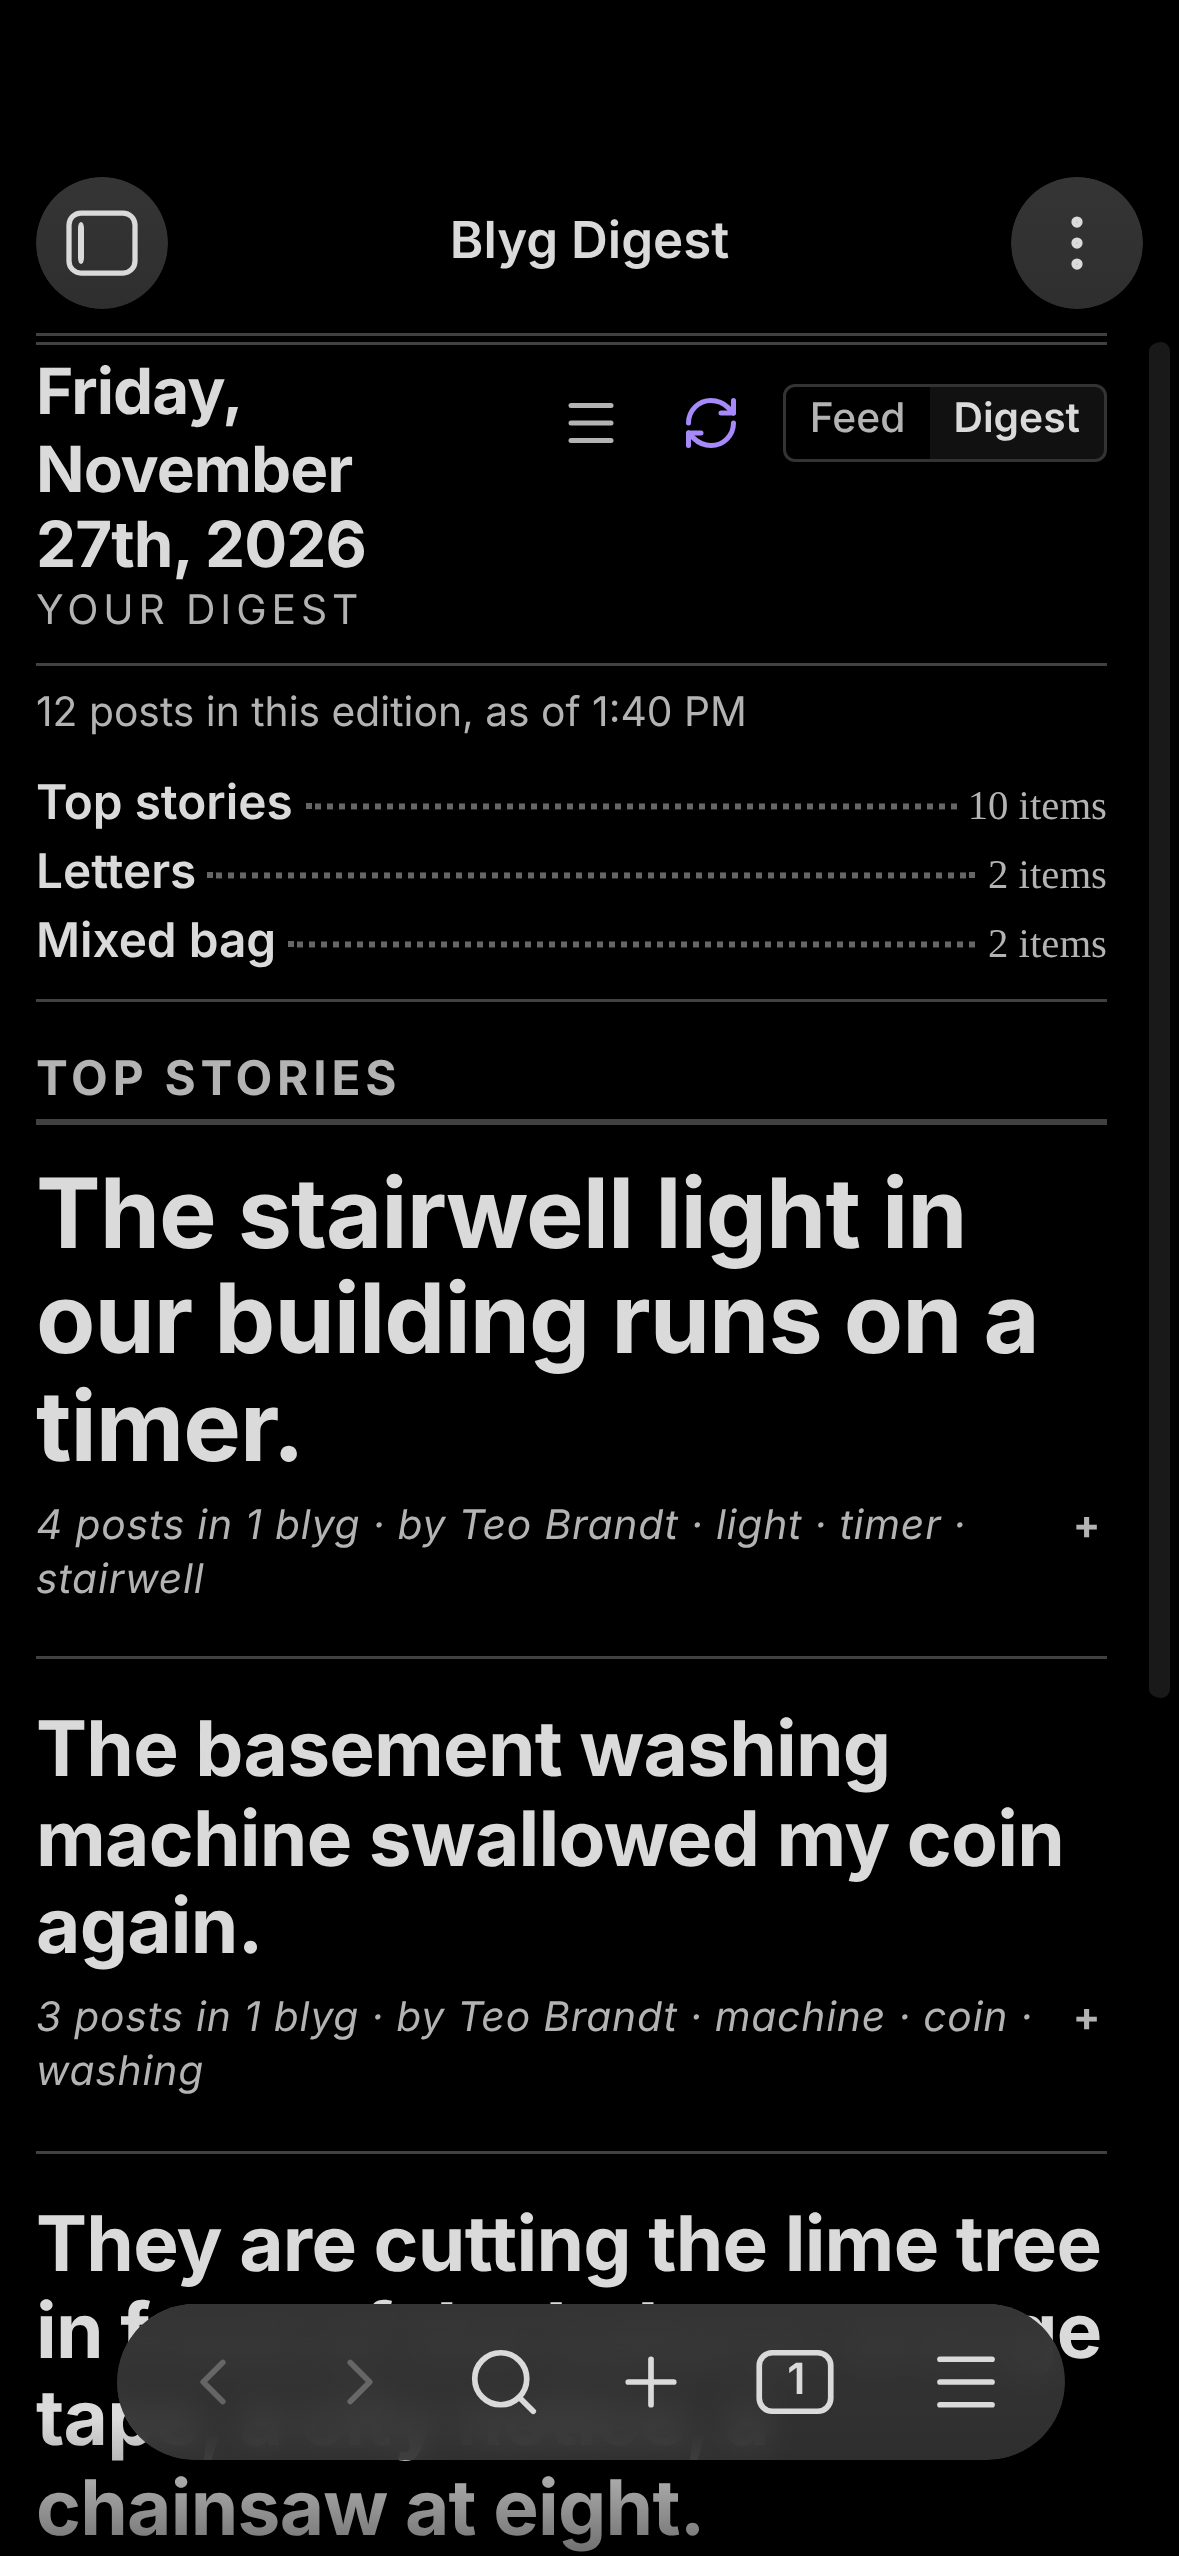 Blyg Digest
Friday,
November
27th, 2026
YOUR DIGEST
Feed
Digest
12 posts in this edition, as of 1:40 PM
Top stories 10 items
Letters 2 items
Mixed bag 2 items
TOP STORIES
The stairwell light in
our building runs on a
timer.
4 posts in 1 blyg · by Teo Brandt · light · timer ·
stairwell
+
The basement washing
machine swallowed my coin
again.
3 posts in 1 blyg · by Teo Brandt · machine · coin ·
washing
+
They are cutting the lime tree
in
chainsaw at eight.
1